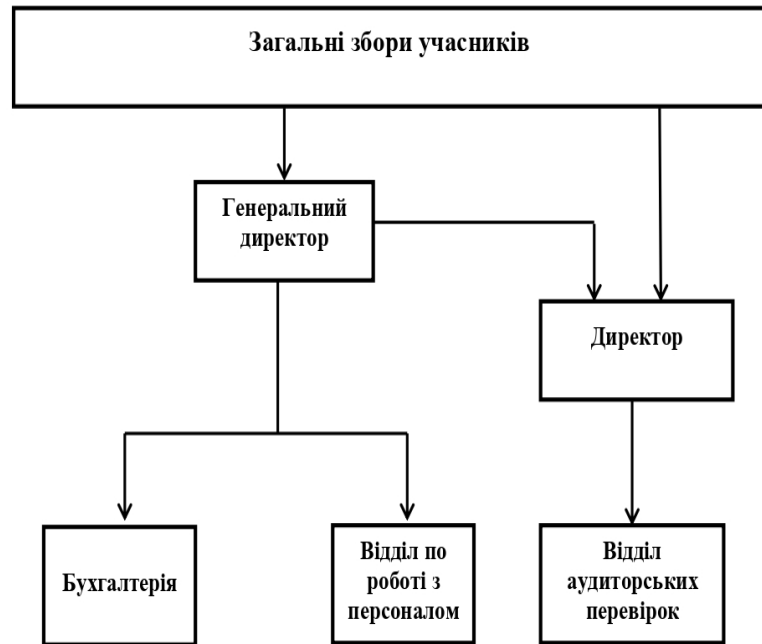 Загальні збори учасників
Генеральний
директор
Директор
Бухгалтерія
Відділ по
роботі з
персоналом
Відділ
аудиторських
перевірок